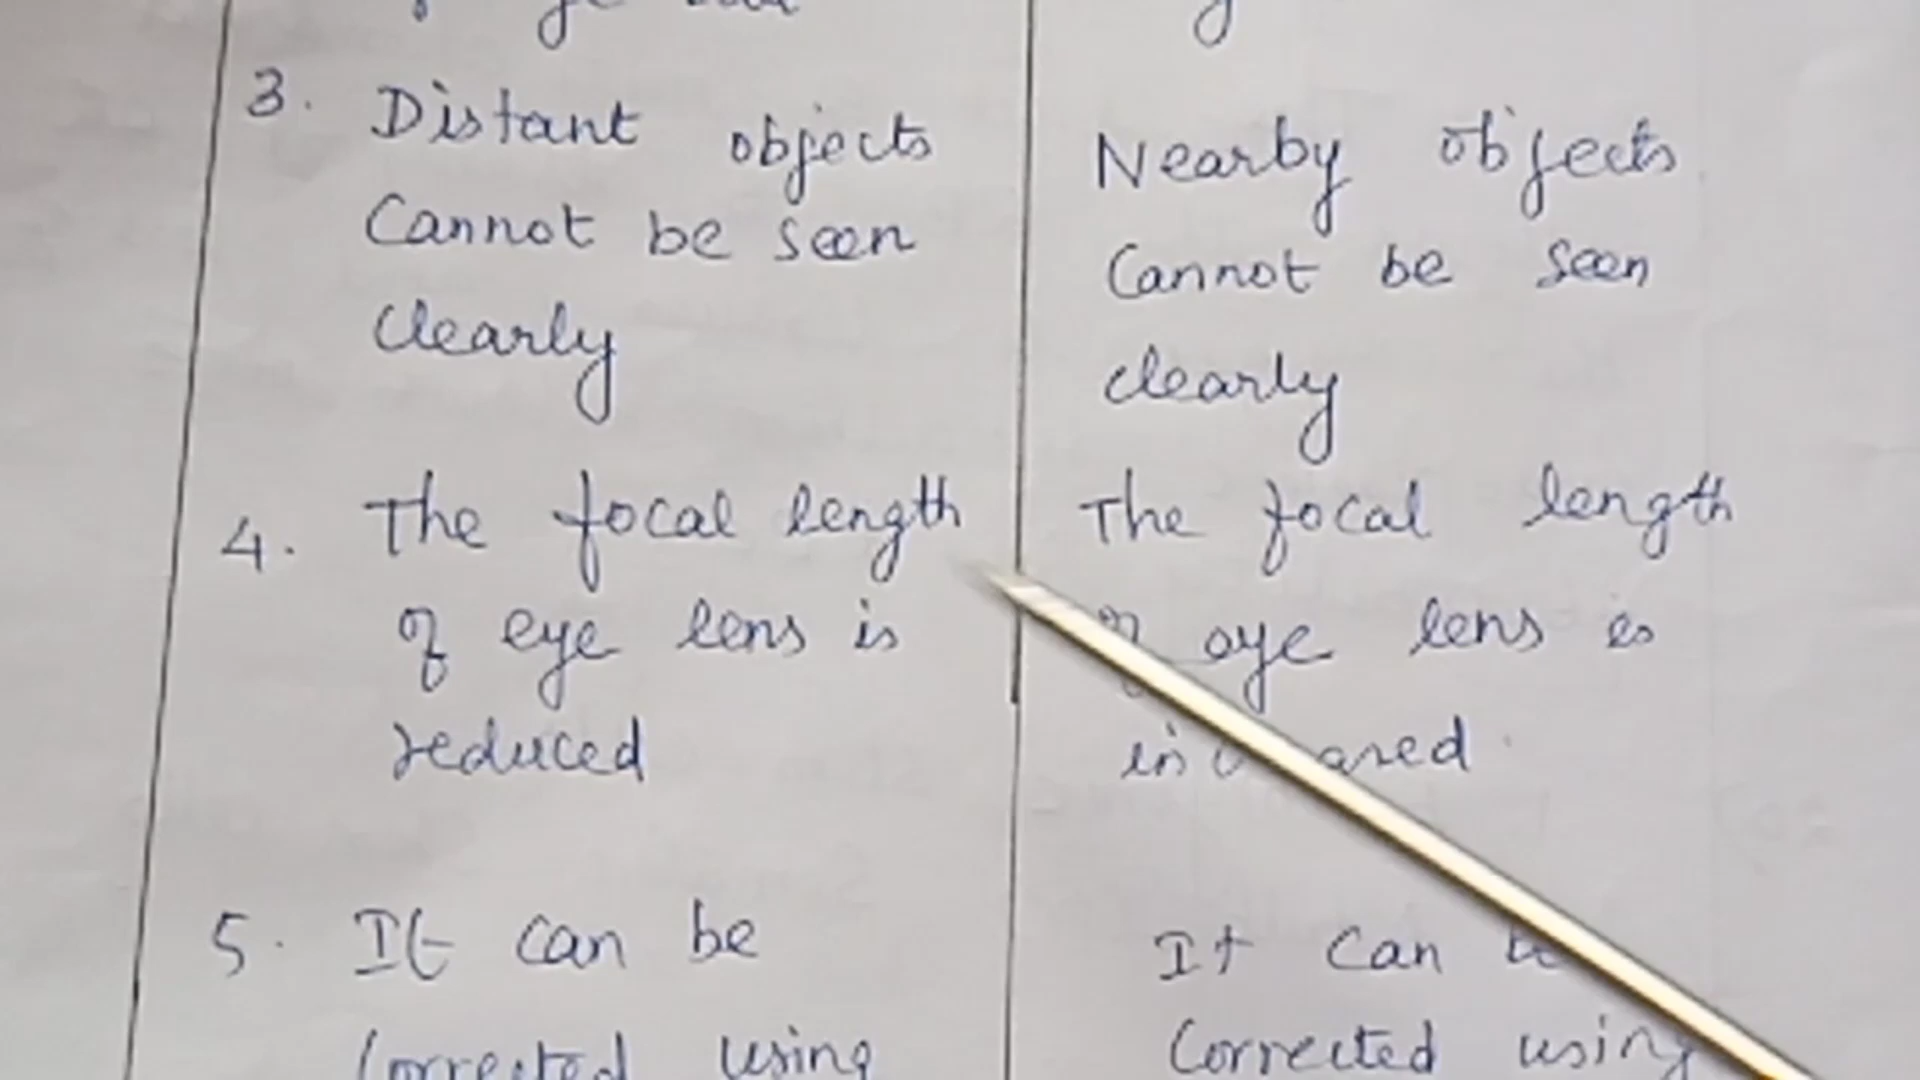 3. Distant objects
Cannot be seen
clearly
4. The focal length
of eye lens is
reduced
5. It can be
Corrected using
Nearby objects
Cannot be seen
clearly
The focal length
of eye lens is
It can be
Corrected using